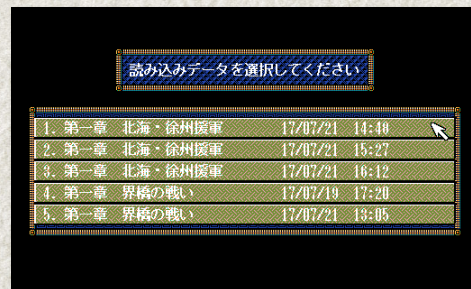 読み込みデータを選択してください
1. 第一章 北海・徐州援軍 17/07/21 14:48
2. 第一章 北海・徐州援軍 17/07/21 15:27
3. 第一章 北海・徐州援軍 17/07/21 16:12
4. 第一章 界橋の戦い 17/07/19 17:20
5. 第一章 界橋の戦い 17/07/21 13:05